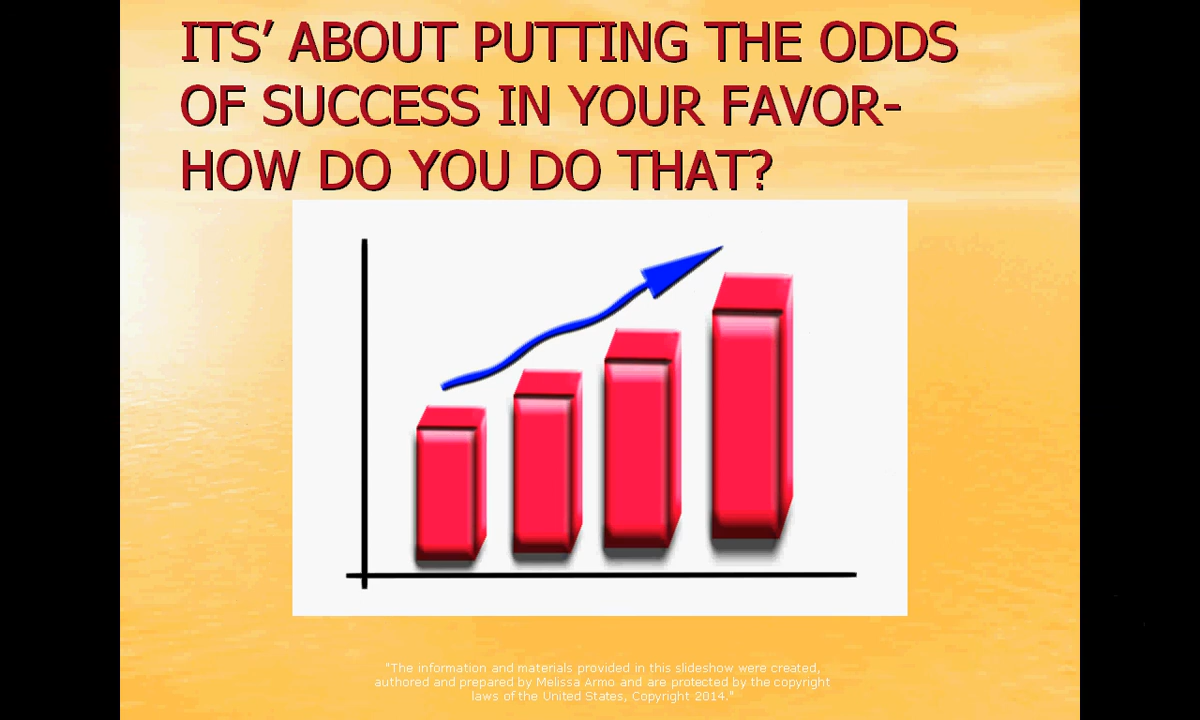 ITS’ ABOUT PUTTING THE ODDS
OF SUCCESS IN YOUR FAVOR-
HOW DO YOU DO THAT?
"The information and materials provided in this slideshow were created,
authored and prepared by Melissa Armo and are protected by the copyright
laws of the United States, Copyright 2014."